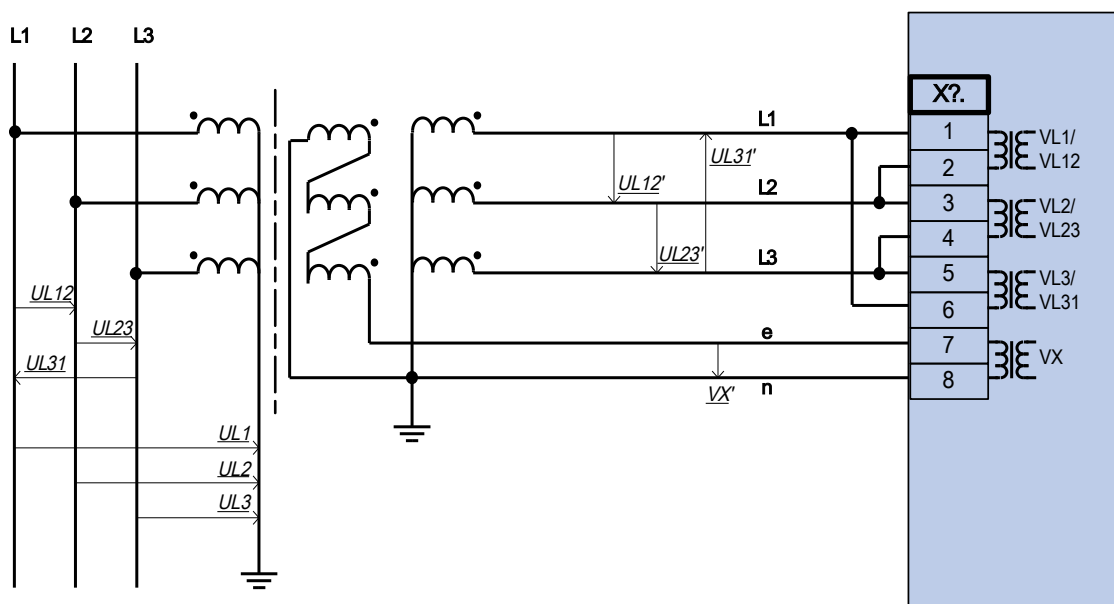 L1 L2 L3
X?.
L1
1
VL1/
VL12
UL31'
2
UL12'
L2
3
VL2/
VL23
4
UL23'
L3
5
VL3/
VL31
UL12
6
UL23
e
7
VX
UL31
8
VX'
n
UL1
UL2
UL3